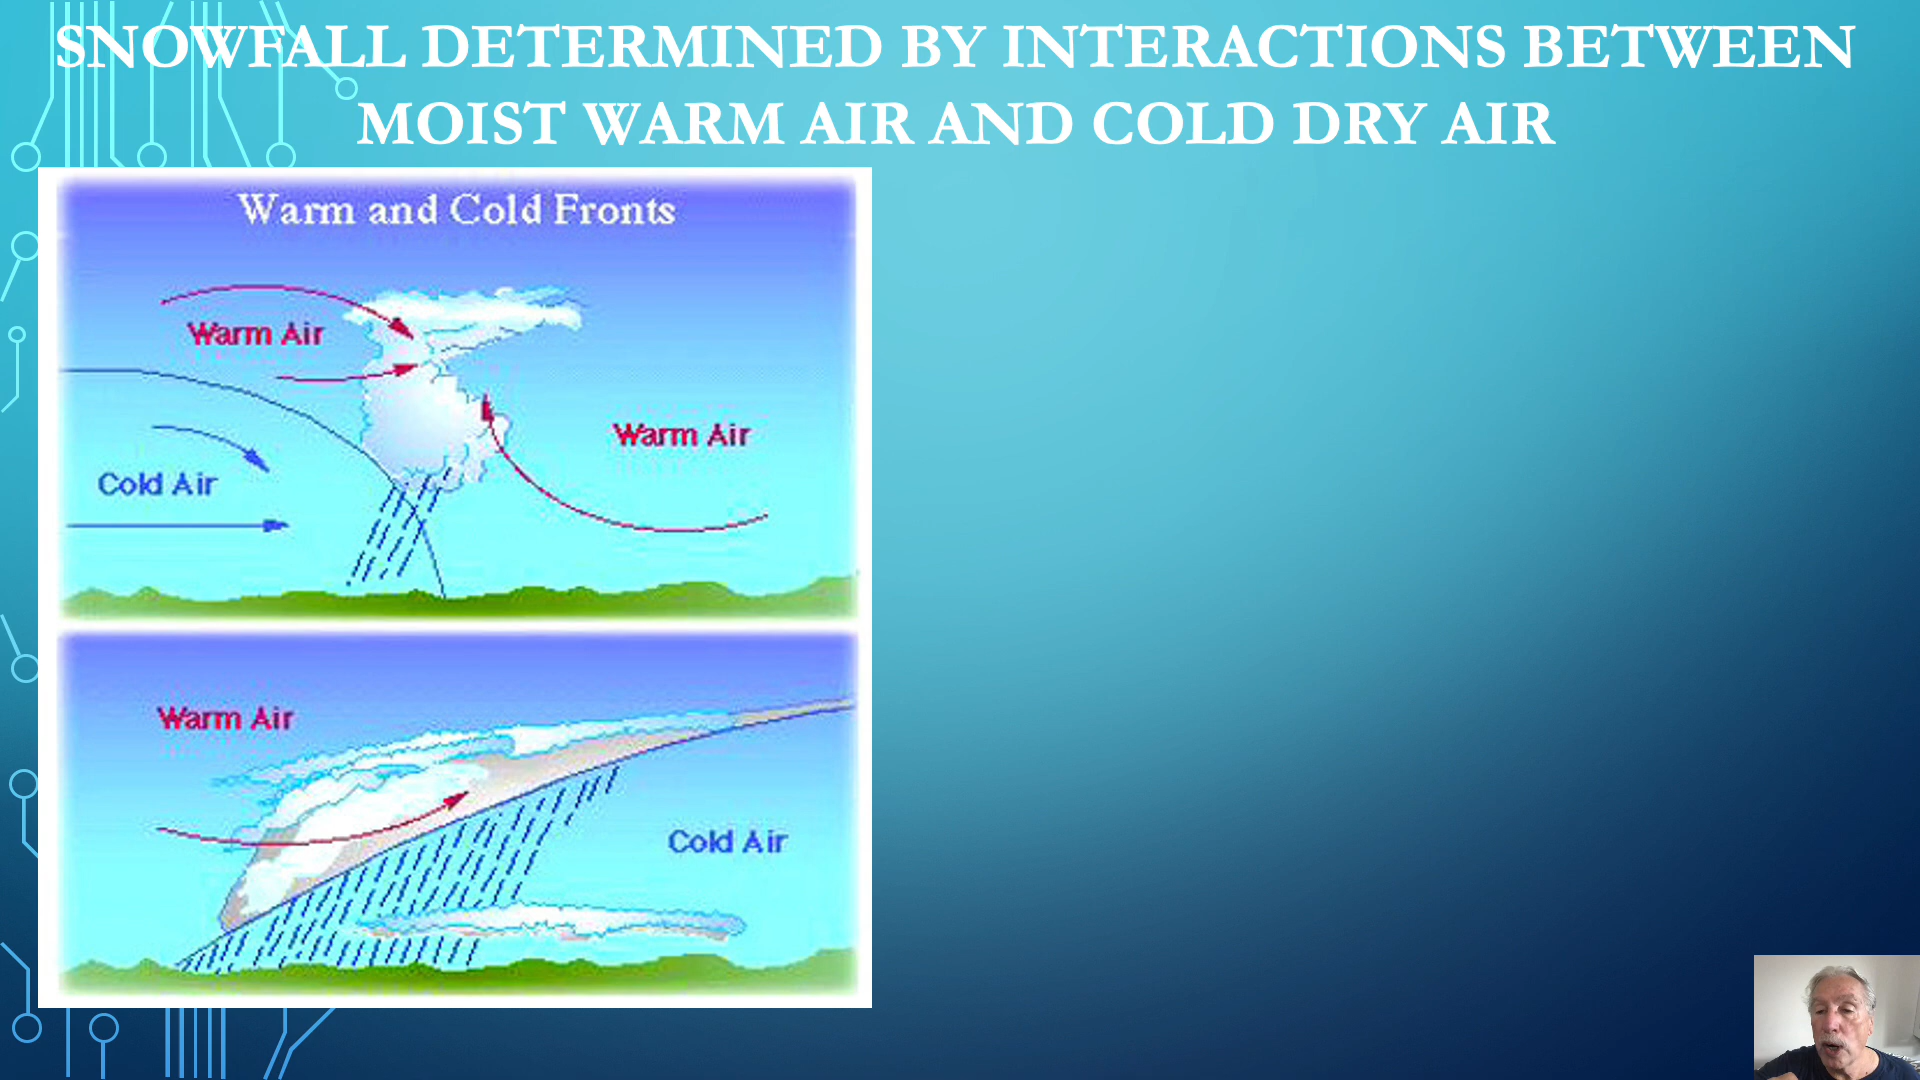 SNOWFALL DETERMINED BY INTERACTIONS BETWEEN
MOIST WARM AIR AND COLD DRY AIR
Warm and Cold Fronts
Warm Air
Warm Air
Cold Air
Warm Air
Cold Air